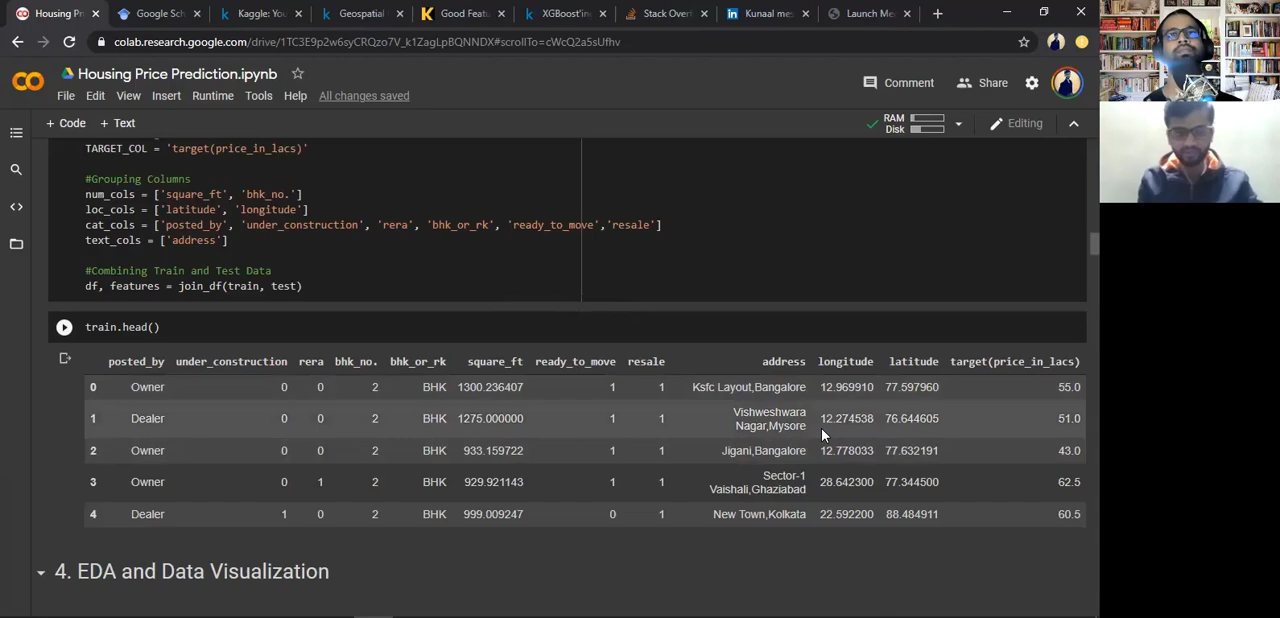 Housing Pr
Google Sch
Kaggle: You
Geospatial
Good Featu
XGBoost'in
Stack Over
Kunaal me
Launch Me
colab.research.google.com/drive/1TC3E9p2w6syCRQzo7V_k1ZagLpBQNNDX#scrollTo=cWcQ2a5sUfhv
Housing Price Prediction.ipynb
File Edit View Insert Runtime Tools Help All changes saved
Comment
Share
+ Code + Text
RAM
Disk
Editing
TARGET_COL = 'target(price_in_lacs)'
#Grouping Columns
num_cols = ['square_ft', 'bhk_no.']
loc_cols = ['latitude', 'longitude']
cat_cols = ['posted_by', 'under_construction', 'rera', 'bhk_or_rk', 'ready_to_move','resale']
text_cols = ['address']
#Combining Train and Test Data
df, features = join_df(train, test)
train.head()
posted_by under_construction rera bhk_no. bhk_or_rk square_ft ready_to_move resale address longitude latitude target(price_in_lacs)
0 Owner 0 0 2 BHK 1300.236407 1 1 Ksfc Layout,Bangalore 12.969910 77.597960 55.0
1 Dealer 0 0 2 BHK 1275.000000 1 1 Vishweshwara Nagar,Mysore 12.274538 76.644605 51.0
2 Owner 0 0 2 BHK 933.159722 1 1 Jigani,Bangalore 12.778033 77.632191 43.0
3 Owner 0 1 2 BHK 929.921143 1 1 Sector-1 Vaishali,Ghaziabad 28.642300 77.344500 62.5
4 Dealer 1 0 2 BHK 999.009247 0 1 New Town,Kolkata 22.592200 88.484911 60.5
4. EDA and Data Visualization